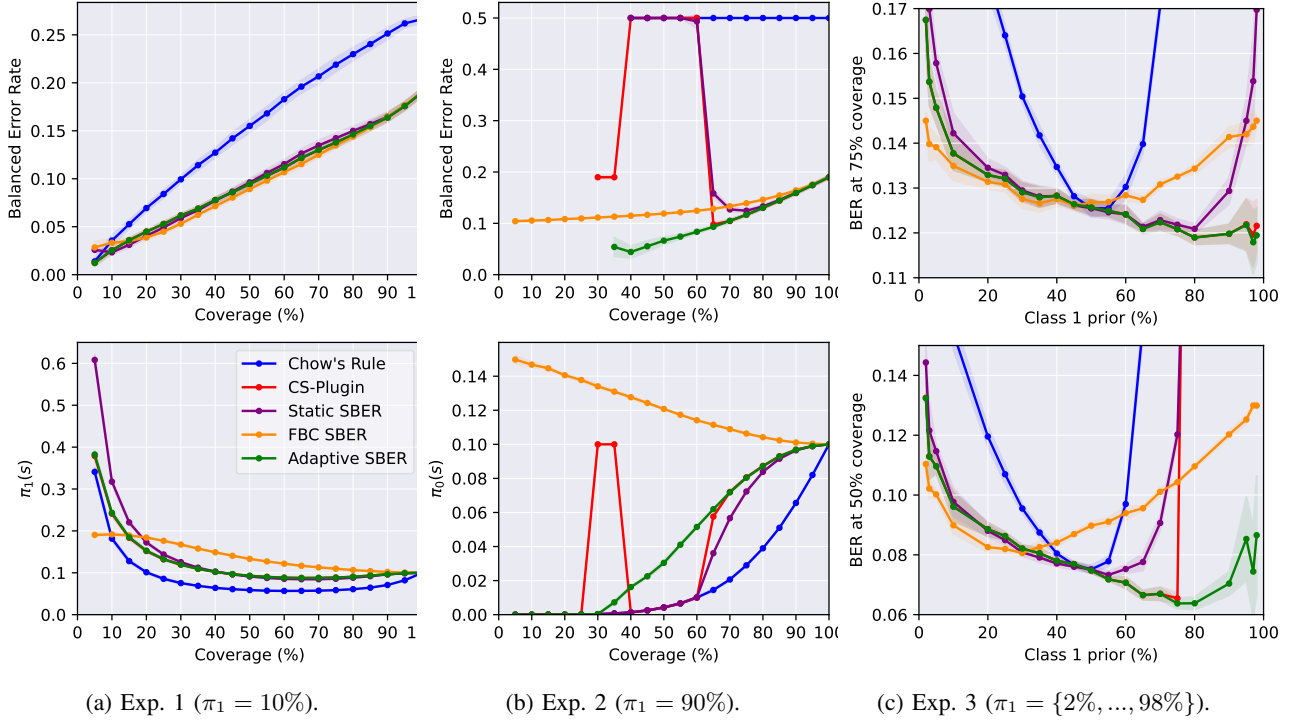 Balanced Error Rate
0.00
0.05
0.10
0.15
0.20
0.25
0 10 20 30 40 50 60 70 80 90 100
Coverage (%)
Balanced Error Rate
0.0
0.1
0.2
0.3
0.4
0.5
0 10 20 30 40 50 60 70 80 90 100
Coverage (%)
BER at 75% coverage
0.17
0.16
0.15
0.14
0.13
0.12
0.11
0 20 40 60 80 100
Class 1 prior (%)
π₁(s)
0.6
0.5
0.4
0.3
0.2
0.1
0.0
Chow's Rule
CS-Plugin
Static SBER
FBC SBER
Adaptive SBER
0 10 20 30 40 50 60 70 80 90 100
Coverage (%)
π₀(s)
0.14
0.12
0.10
0.08
0.06
0.04
0.02
0.00
0 10 20 30 40 50 60 70 80 90 100
Coverage (%)
BER at 50% coverage
0.14
0.12
0.10
0.08
0.06
0 20 40 60 80 100
Class 1 prior (%)
(a) Exp. 1 (π₁ = 10%).
(b) Exp. 2 (π₁ = 90%).
(c) Exp. 3 (π₁ = {2%, ..., 98%}).